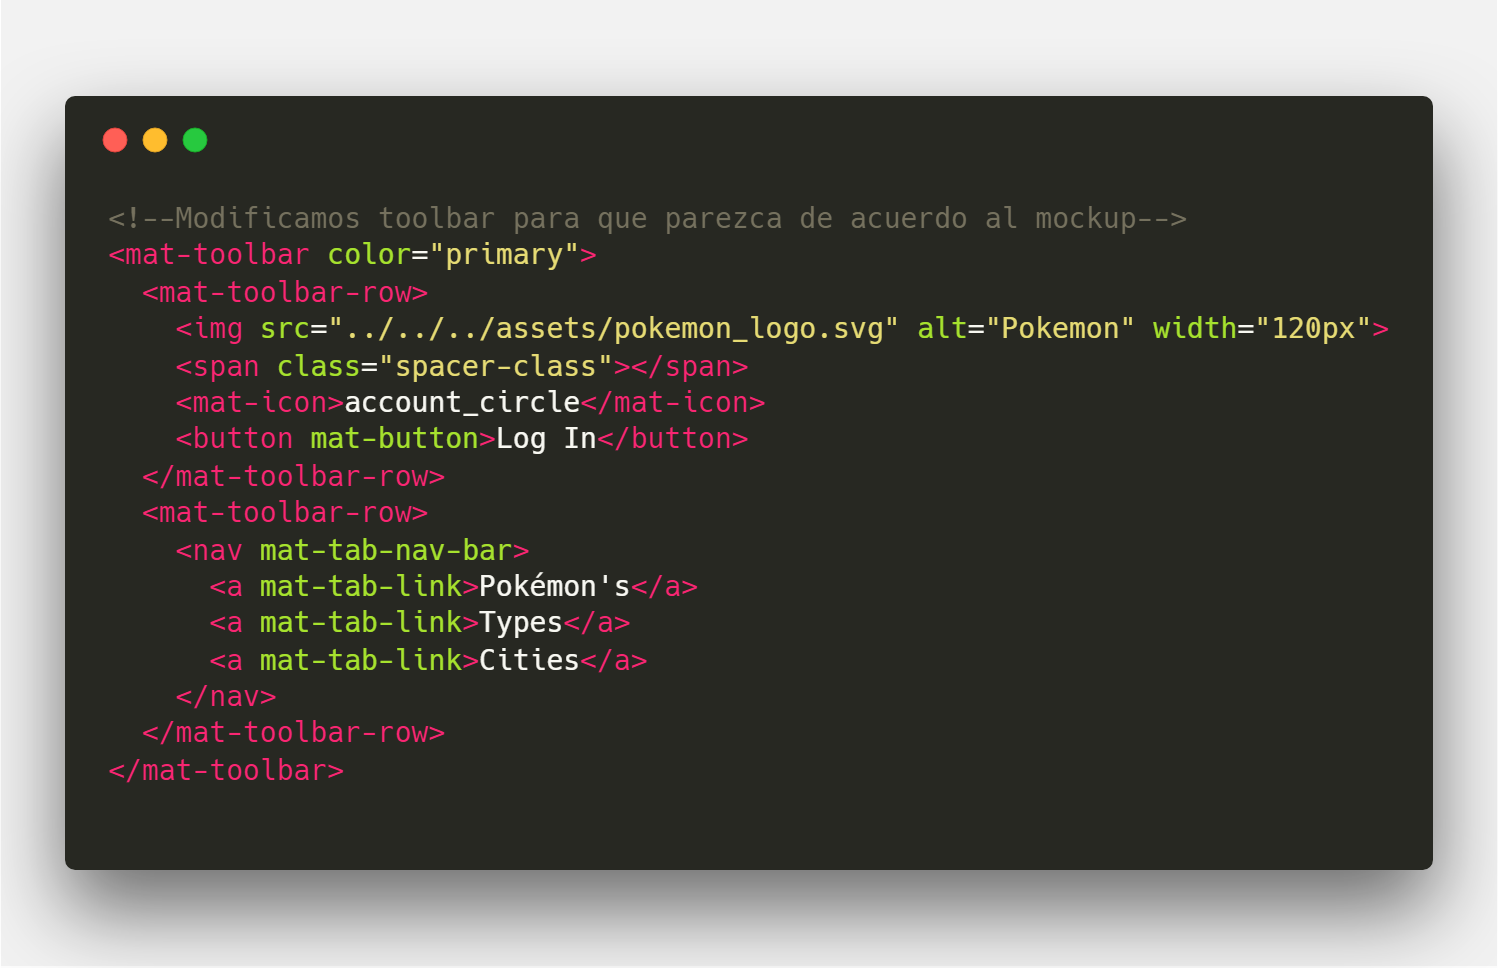 <!--Modificamos toolbar para que parezca de acuerdo al mockup-->
<mat-toolbar color="primary">
  <mat-toolbar-row>
    <img src="../../../assets/pokemon_logo.svg" alt="Pokemon" width="120px">
    <span class="spacer-class"></span>
    <mat-icon>account_circle</mat-icon>
    <button mat-button>Log In</button>
  </mat-toolbar-row>
  <mat-toolbar-row>
    <nav mat-tab-nav-bar>
      <a mat-tab-link>Pokémon's</a>
      <a mat-tab-link>Types</a>
      <a mat-tab-link>Cities</a>
    </nav>
  </mat-toolbar-row>
</mat-toolbar>